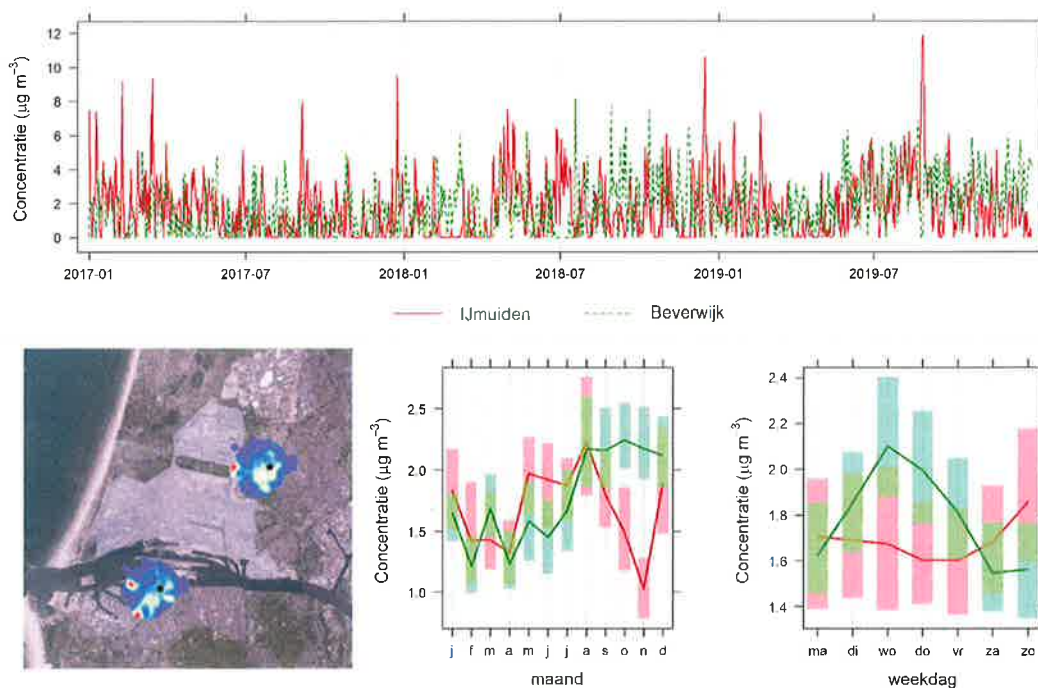 Concentratie (μg m⁻³)
12
10
8
6
4
2
0
2017-01 2017-07 2018-01 2018-07 2019-01 2019-07
IJmuiden Beverwijk
Concentratie (μg m⁻³)
2.5
2.0
1.5
1.0
j f m a m j j a s o n d
maand
Concentratie (μg m⁻³)
2.4
2.2
2.0
1.8
1.6
1.4
ma di wo do vr za zo
weekdag